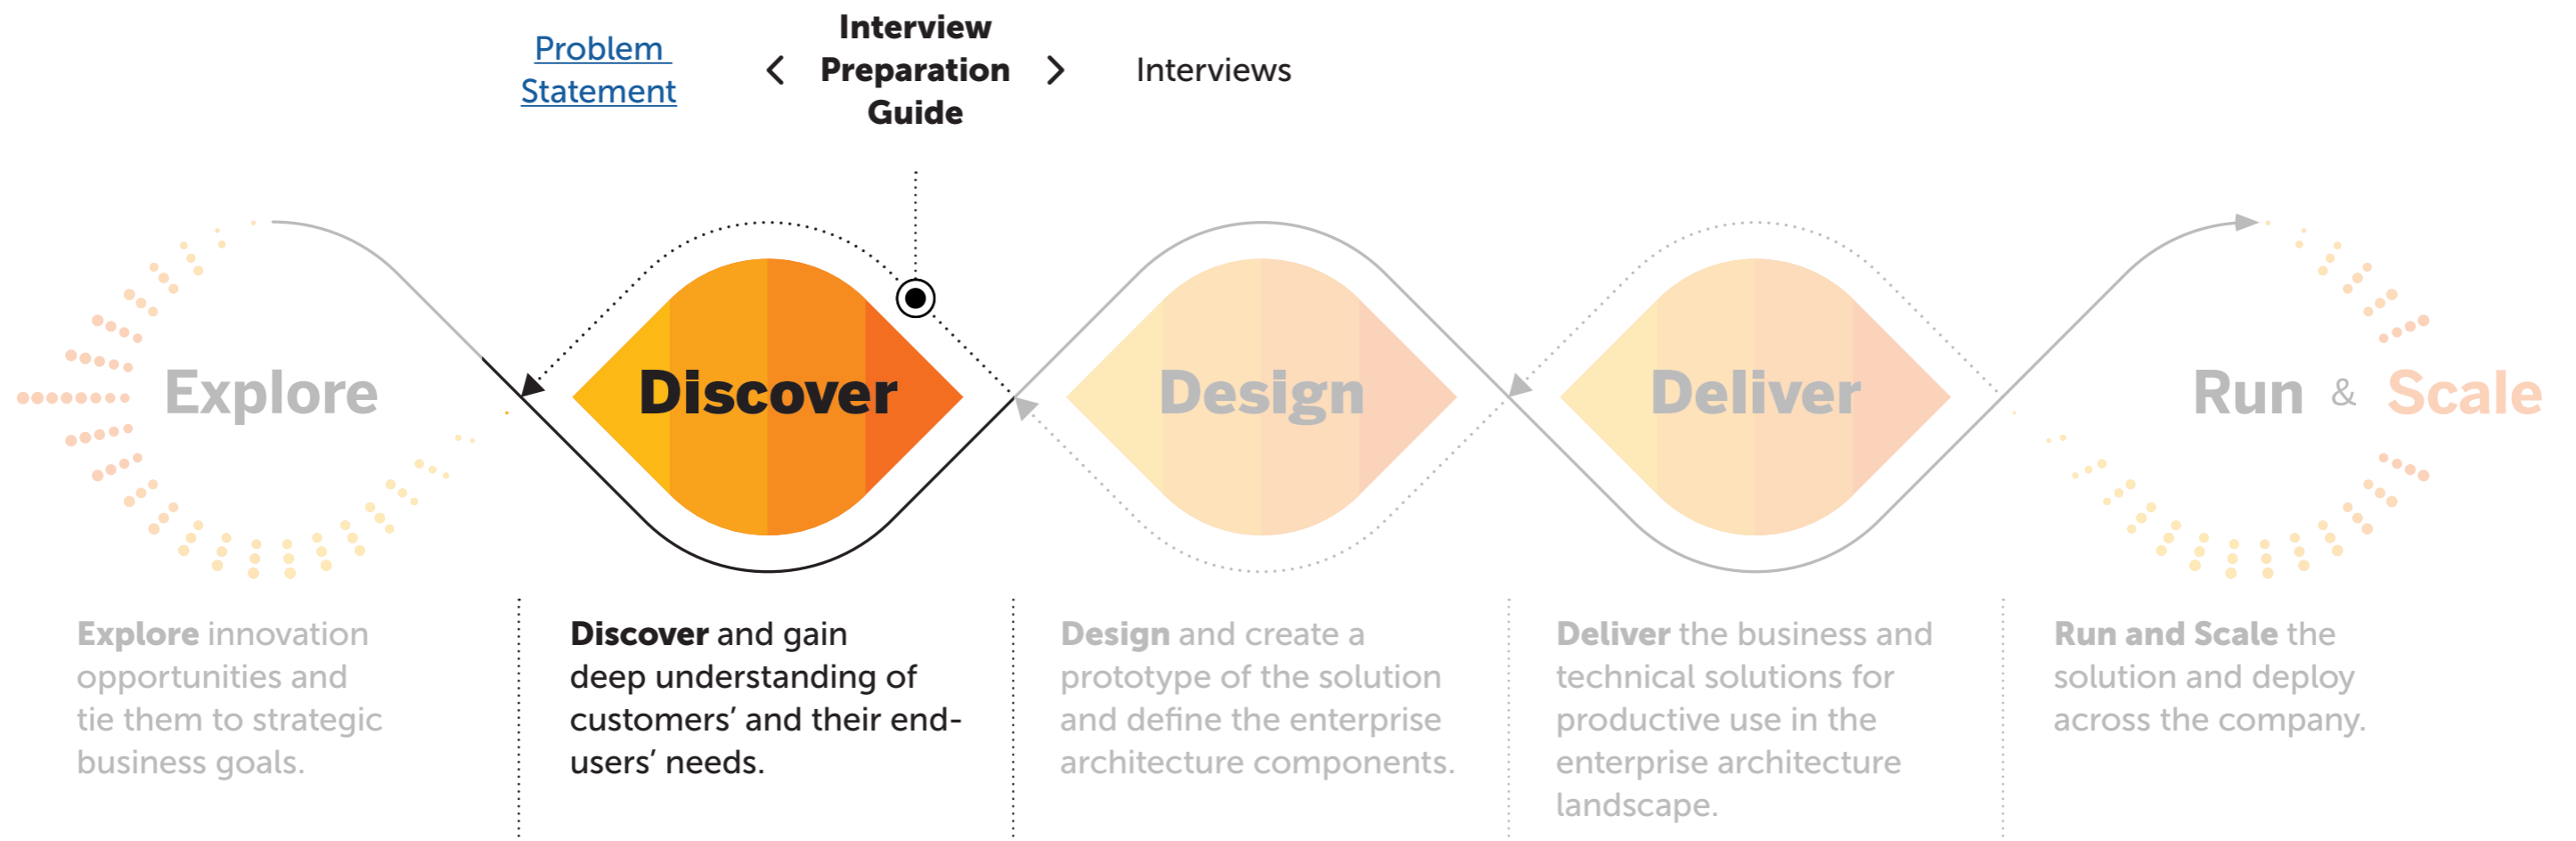 Problem
Statement
<
Interview
Preparation
Guide
>
Interviews
Explore
Discover
Design
Deliver
Run & Scale
Explore innovation
opportunities and
tie them to strategic
business goals.
Discover and gain
deep understanding of
customers’ and their end-
users’ needs.
Design and create a
prototype of the solution
and define the enterprise
architecture components.
Deliver the business and
technical solutions for
productive use in the
enterprise architecture
landscape.
Run and Scale the
solution and deploy
across the company.